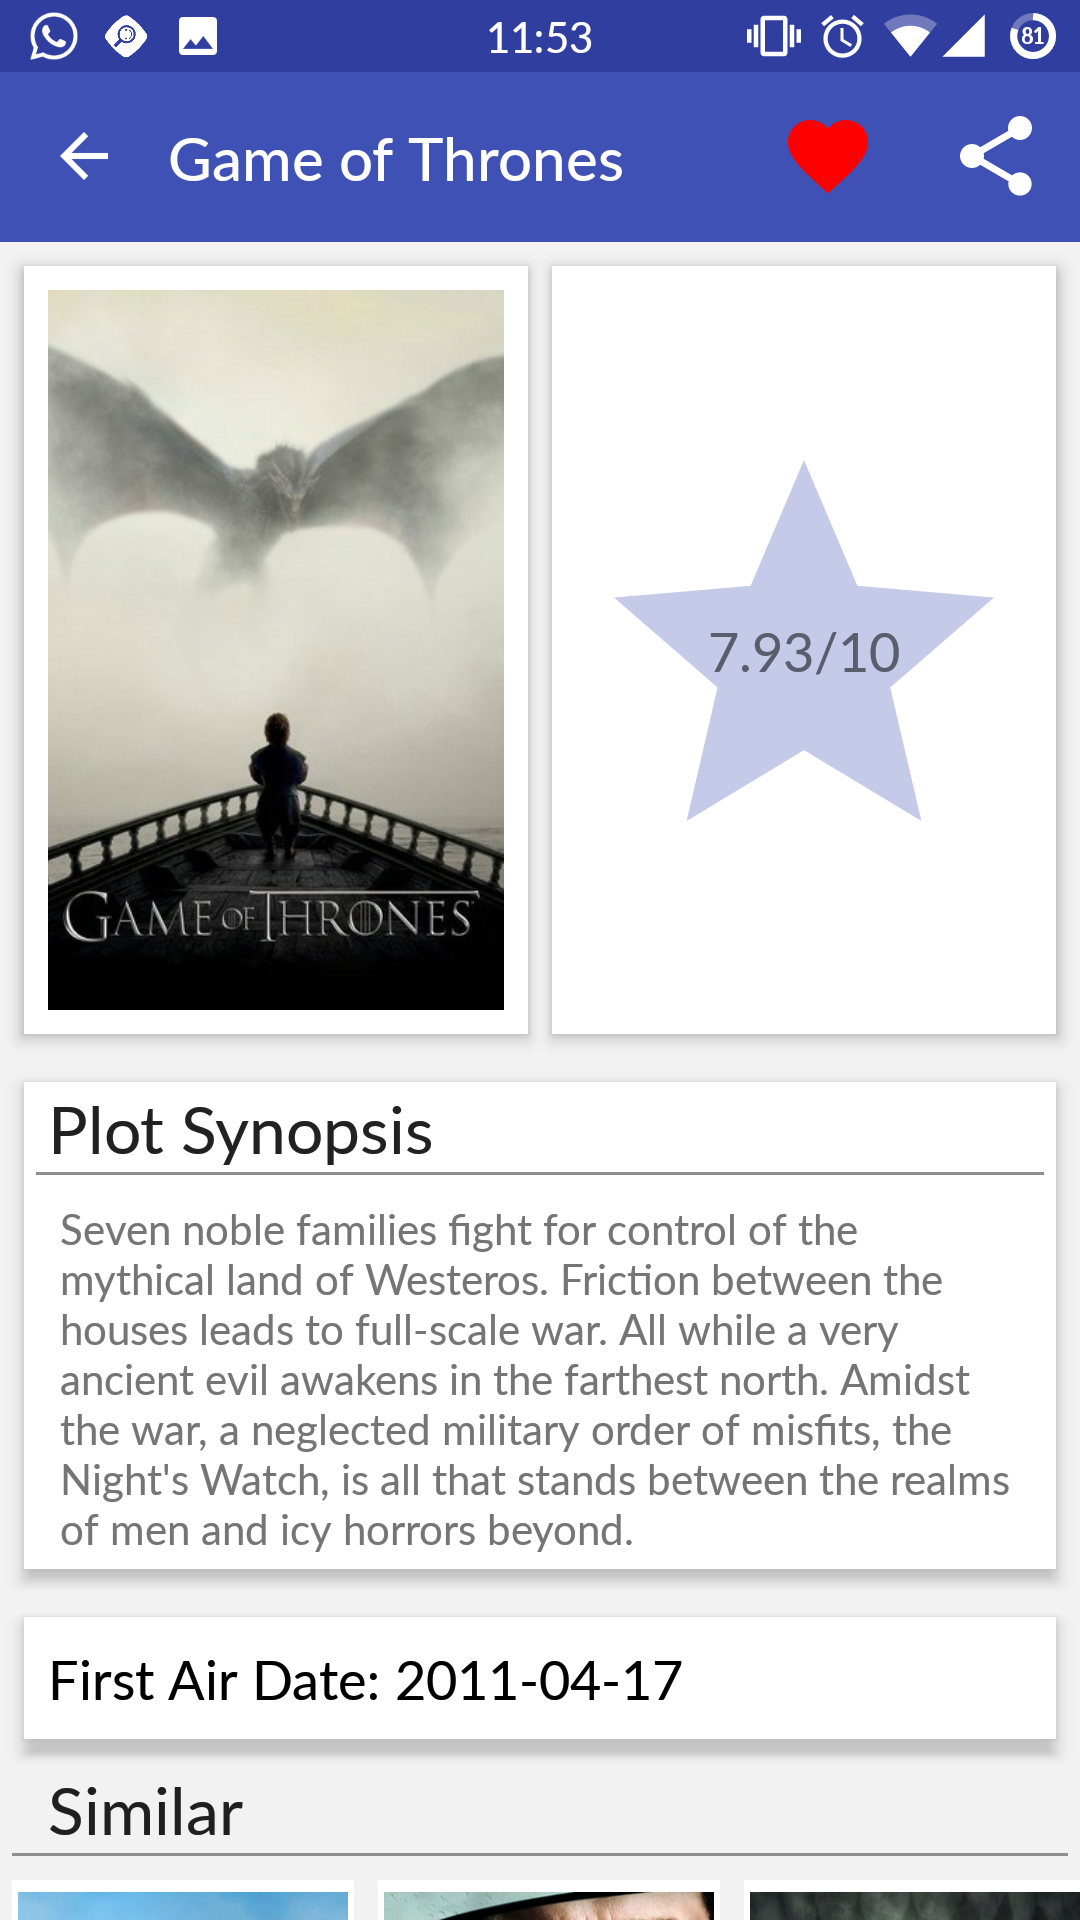 11:53
81
Game of Thrones
GAME OF THRONES
7.93/10
Plot Synopsis
Seven noble families fight for control of the
mythical land of Westeros. Friction between the
houses leads to full-scale war. All while a very
ancient evil awakens in the farthest north. Amidst
the war, a neglected military order of misfits, the
Night's Watch, is all that stands between the realms
of men and icy horrors beyond.
First Air Date: 2011-04-17
Similar